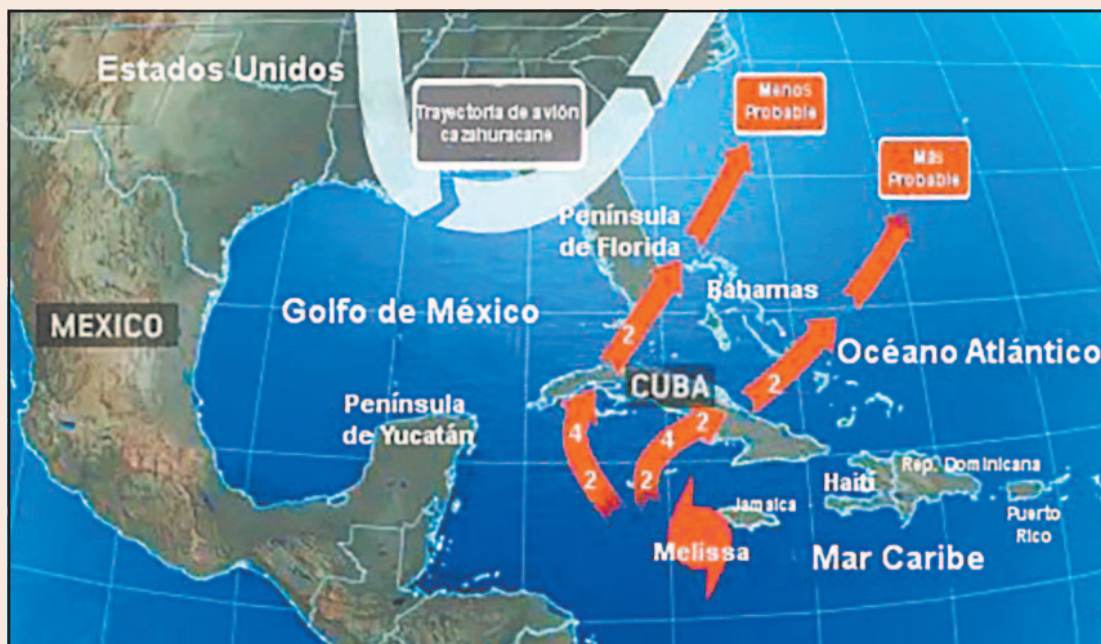 Estados Unidos
Trayectoria de avión
cazahuracane
Menos
Probable
Más
Probable
Península
de Florida
Bahamas
Golfo de México
MEXICO
2
Océano Atlántico
CUBA
2
Península
de Yucatán
4
2
4
2
2
Rep. Dominicana
Haití
Jamaica
Puerto
Rico
Melissa
Mar Caribe